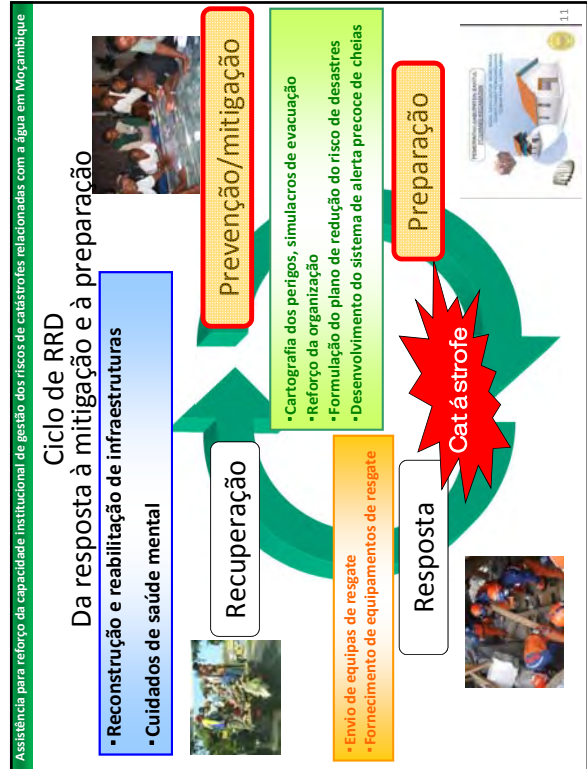 Assistência para reforço da capacidade institucional de gestão dos riscos de catástrofes relacionadas com a água em Moçambique
Ciclo de RRD
Da resposta à mitigação e à preparação
▪Reconstrução e reabilitação de infraestruturas
▪Cuidados de saúde mental
Prevenção/mitigação
Recuperação
▪Cartografia dos perigos, simulacros de evacuação
▪Reforço da organização
▪Formulação do plano de redução do risco de desastres
▪Desenvolvimento do sistema de alerta precoce de cheias
▪Envio de equipas de resgate
▪Fornecimento de equipamentos de resgate
Resposta
Catástrofe
Preparação
11